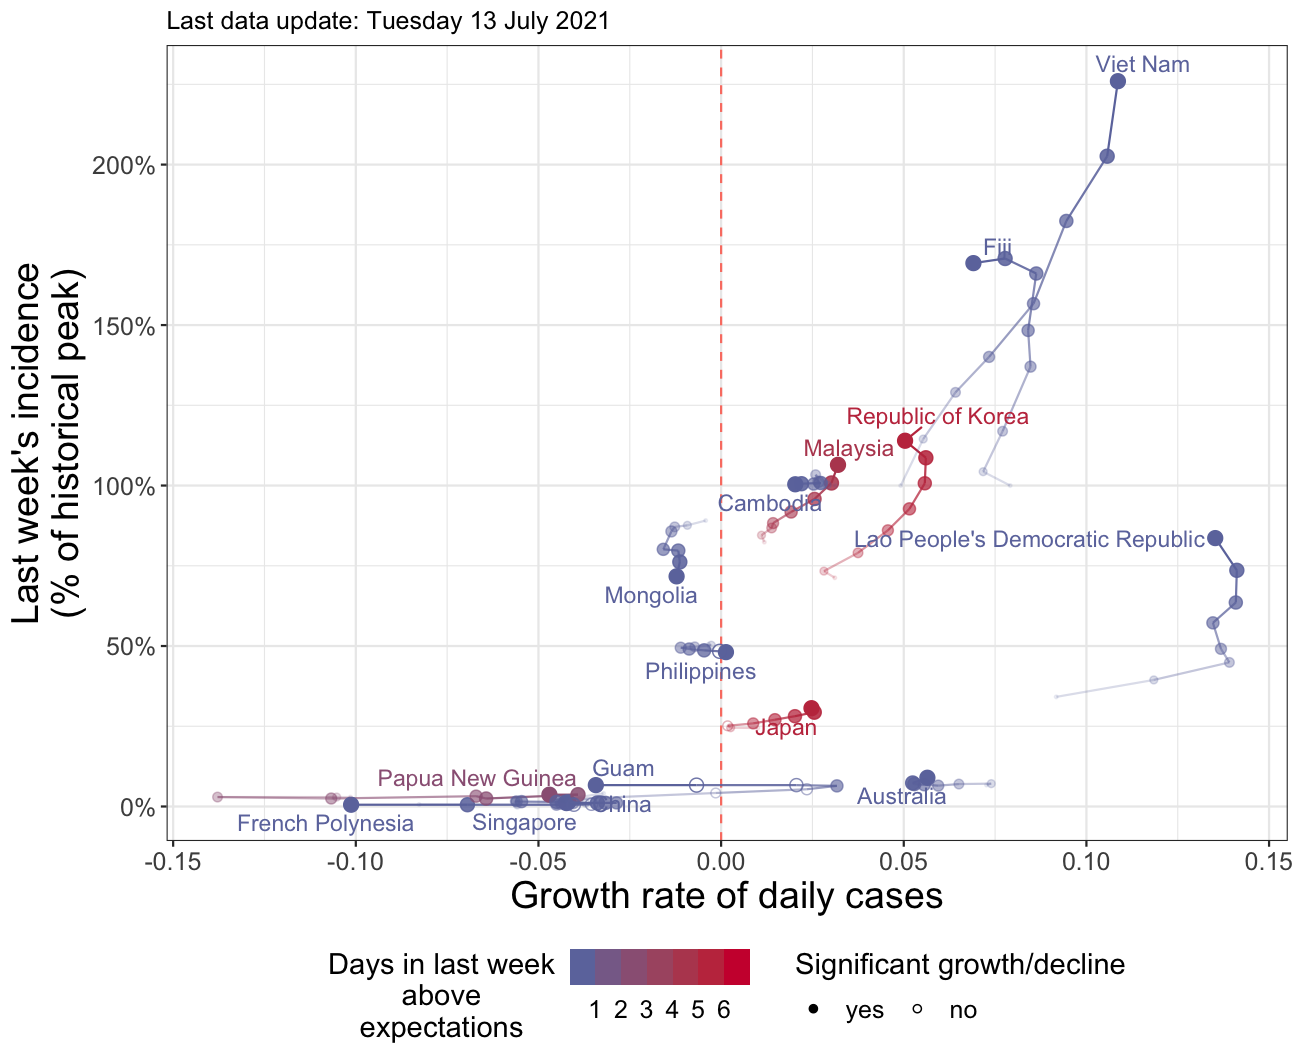 Last data update: Tuesday 13 July 2021
Last week's incidence
(% of historical peak)
200%
150%
100%
50%
0%
Viet Nam
Fiji
Republic of Korea
Malaysia
Cambodia
Lao People's Democratic Republic
Mongolia
Philippines
Japan
Guam
Papua New Guinea
China
Australia
French Polynesia
Singapore
-0.15
-0.10
-0.05
0.00
0.05
0.10
0.15
Growth rate of daily cases
Days in last week
above
expectations
1 2 3 4 5 6
Significant growth/decline
yes
no